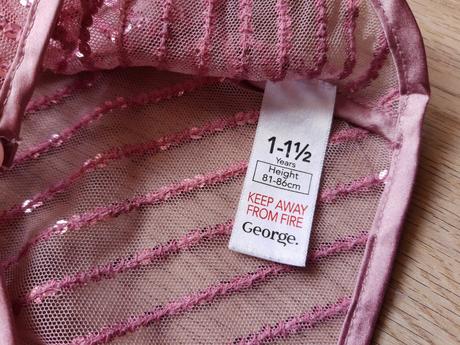 1-1½
Years
Height
81-86cm
KEEP AWAY
FROM FIRE
George.